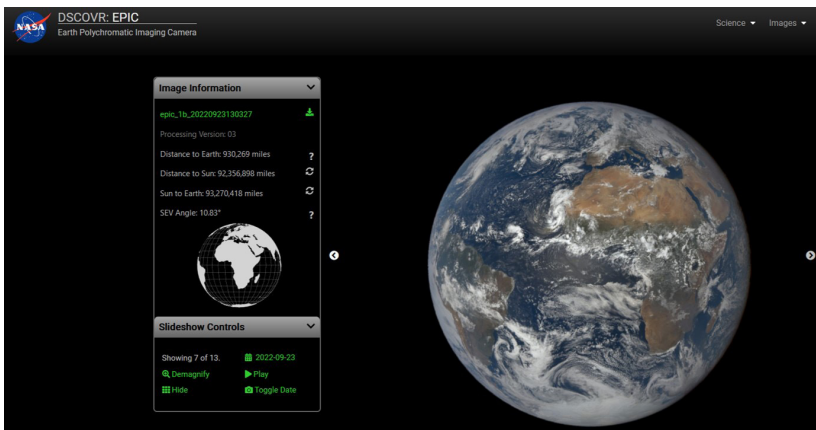 NASA
DSCOVR: EPIC
Earth Polychromatic Imaging Camera
Science
Images
Image Information
epic_1b_20220923130327
Processing Version: 03
Distance to Earth: 930,269 miles
?
Distance to Sun: 92,356,898 miles
Sun to Earth: 93,270,418 miles
SEV Angle: 10.83°
?
Slideshow Controls
Showing 7 of 13.
2022-09-23
Demagnify
Play
Hide
Toggle Date